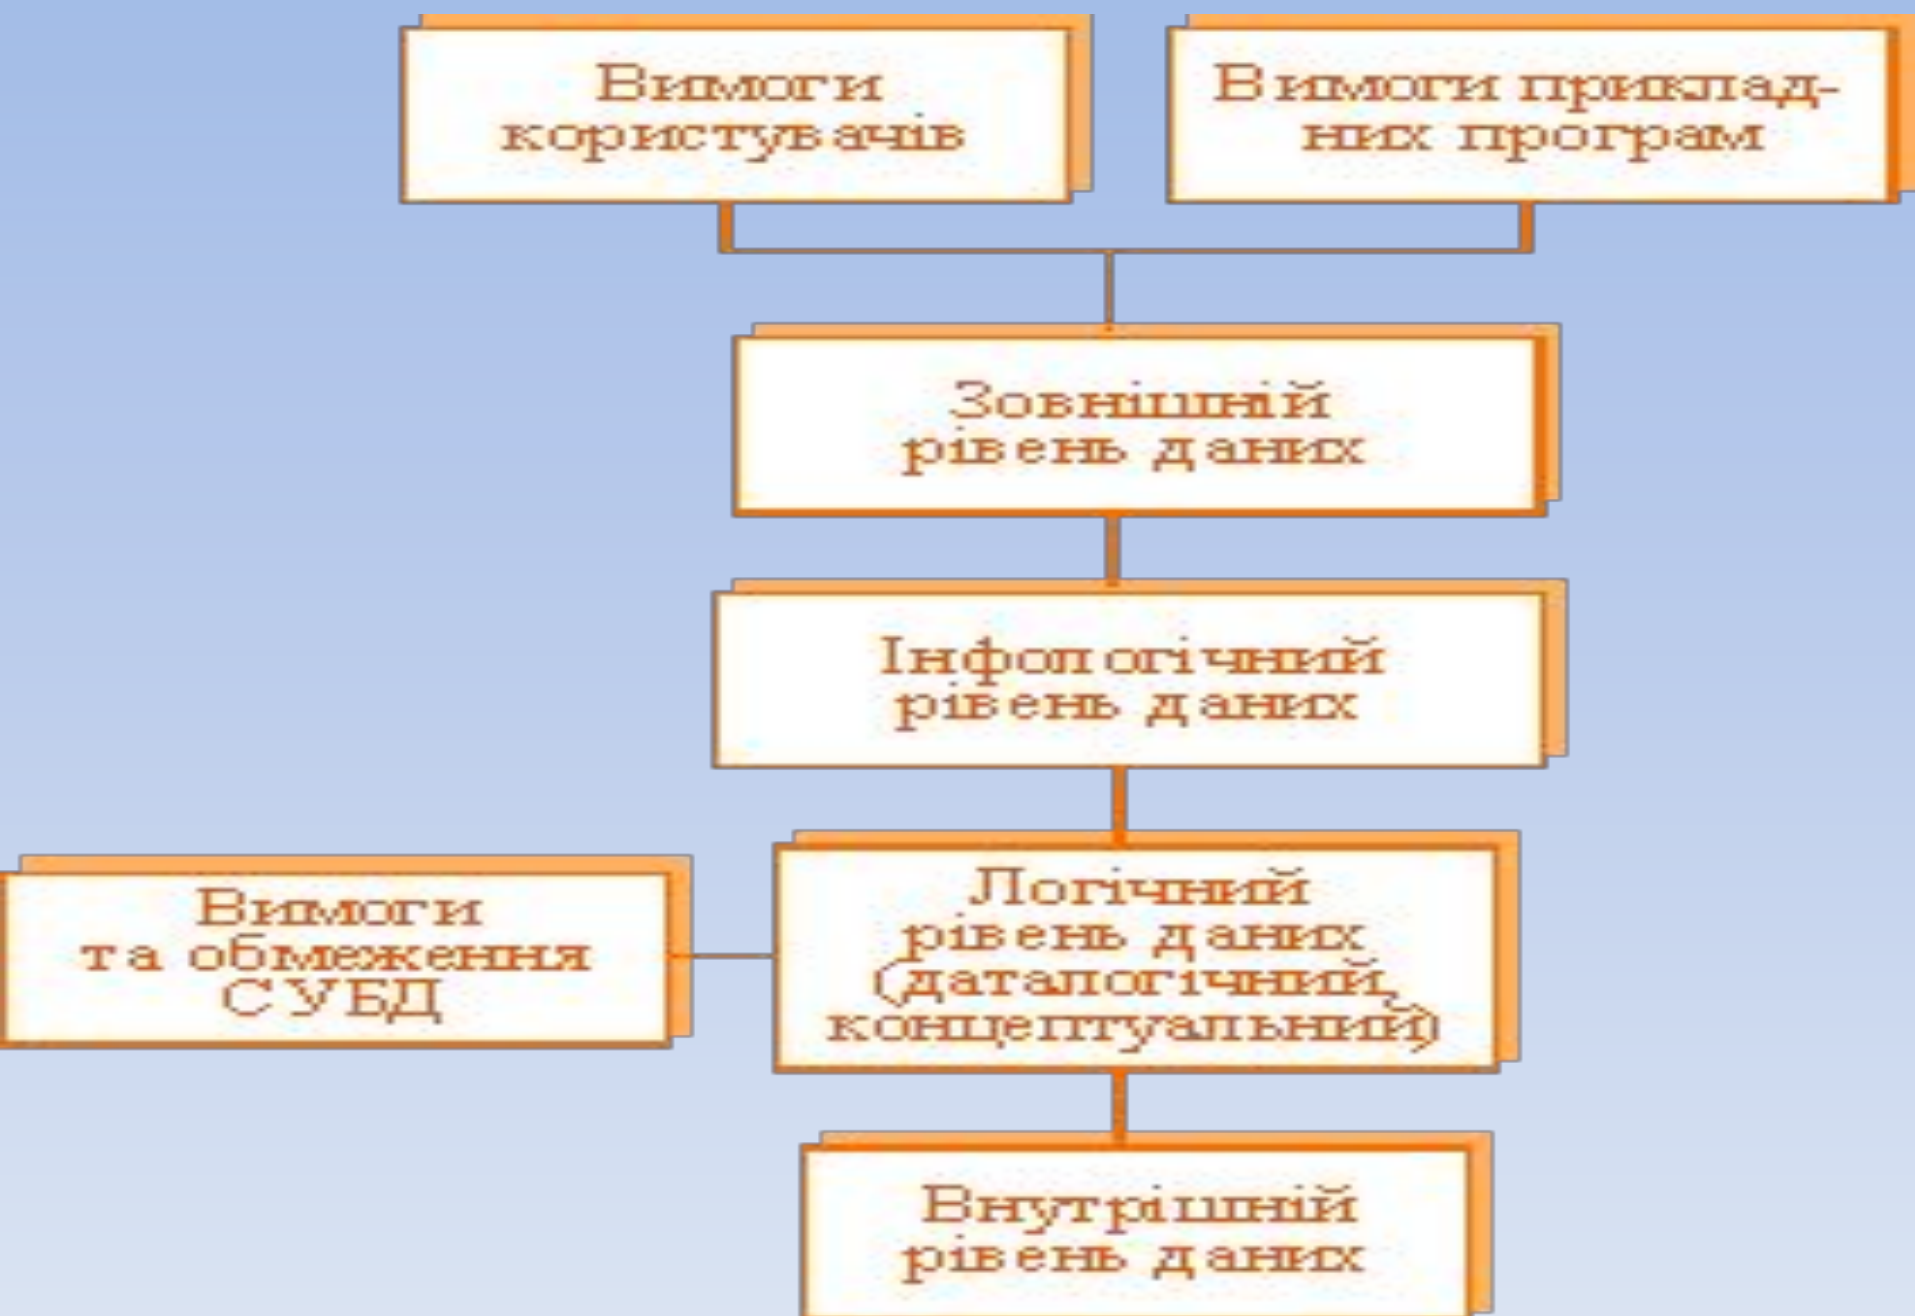 Вимоги
користувачів
Вимоги приклад-
них програм
Зовнішній
рівень даних
Інфологічний
рівень даних
Вимоги
та обмеження
СУБД
Логічний
рівень даних
(даталогічний,
концептуальний)
Внутрішній
рівень даних